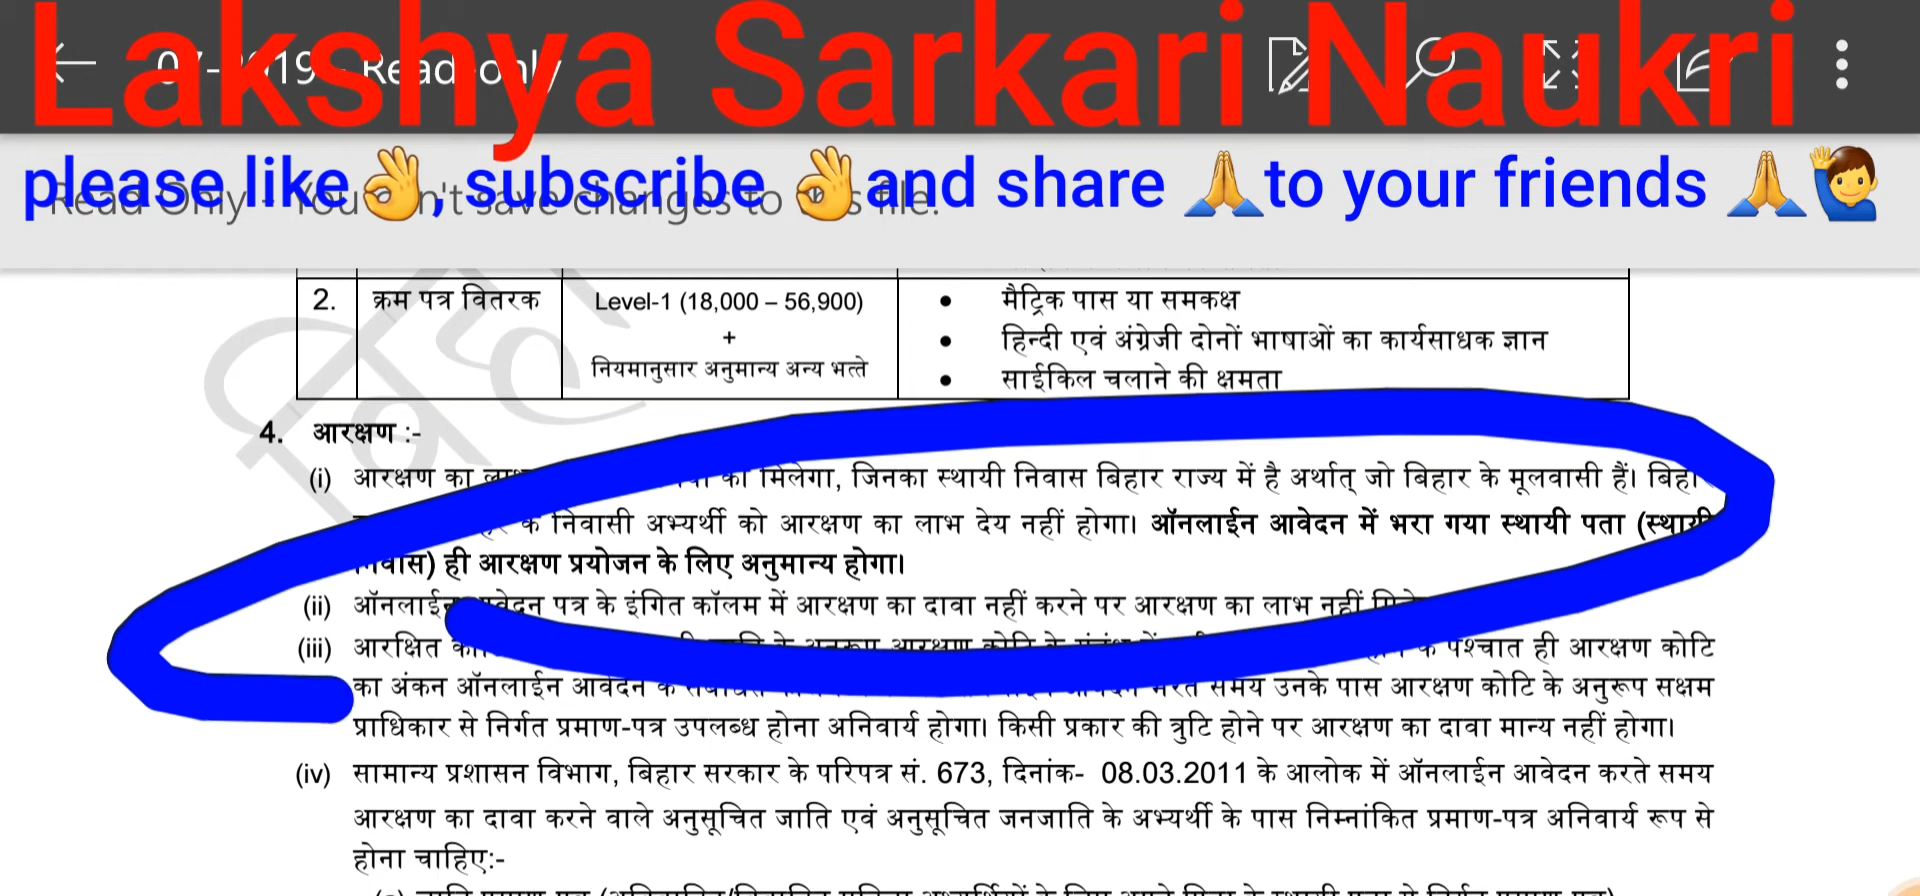 Lakshya Sarkari Naukri
07-2019 - Read-only
please like👌, subscribe 👌and share 🙏to your friends 🙏🙋‍♂️
Read Only - You can't save changes to this file.
2. क्रम पत्र वितरक Level-1 (18,000 – 56,900) • मैट्रिक पास या समकक्ष
+ • हिन्दी एवं अंग्रेजी दोनों भाषाओं का कार्यसाधक ज्ञान
नियमानुसार अनुमान्य अन्य भत्ते • साईकिल चलाने की क्षमता
4. आरक्षण :-
(i) आरक्षण का को मिलेगा, जिनका स्थायी निवास बिहार राज्य में है अर्थात् जो बिहार के मूलवासी हैं।
के निवासी अभ्यर्थी को आरक्षण का लाभ देय नहीं होगा। ऑनलाईन आवेदन में भरा गया स्थायी पता (स्थायी
निवास) ही आरक्षण प्रयोजन के लिए अनुमान्य होगा।
(ii) ऑनलाईन आवेदन पत्र के इंगित कॉलम में आरक्षण का दावा नहीं करने पर आरक्षण का लाभ नहीं
(iii) आरक्षित के पश्चात ही आरक्षण कोटि
का अंकन ऑनलाईन आवेदन के समय उनके पास आरक्षण कोटि के अनुरूप सक्षम
प्राधिकार से निर्गत प्रमाण-पत्र उपलब्ध होना अनिवार्य होगा। किसी प्रकार की त्रुटि होने पर आरक्षण का दावा मान्य नहीं होगा।
(iv) सामान्य प्रशासन विभाग, बिहार सरकार के परिपत्र सं. 673, दिनांक- 08.03.2011 के आलोक में ऑनलाईन आवेदन करते समय
आरक्षण का दावा करने वाले अनुसूचित जाति एवं अनुसूचित जनजाति के अभ्यर्थी के पास निम्नांकित प्रमाण-पत्र अनिवार्य रूप से
होना चाहिए:-